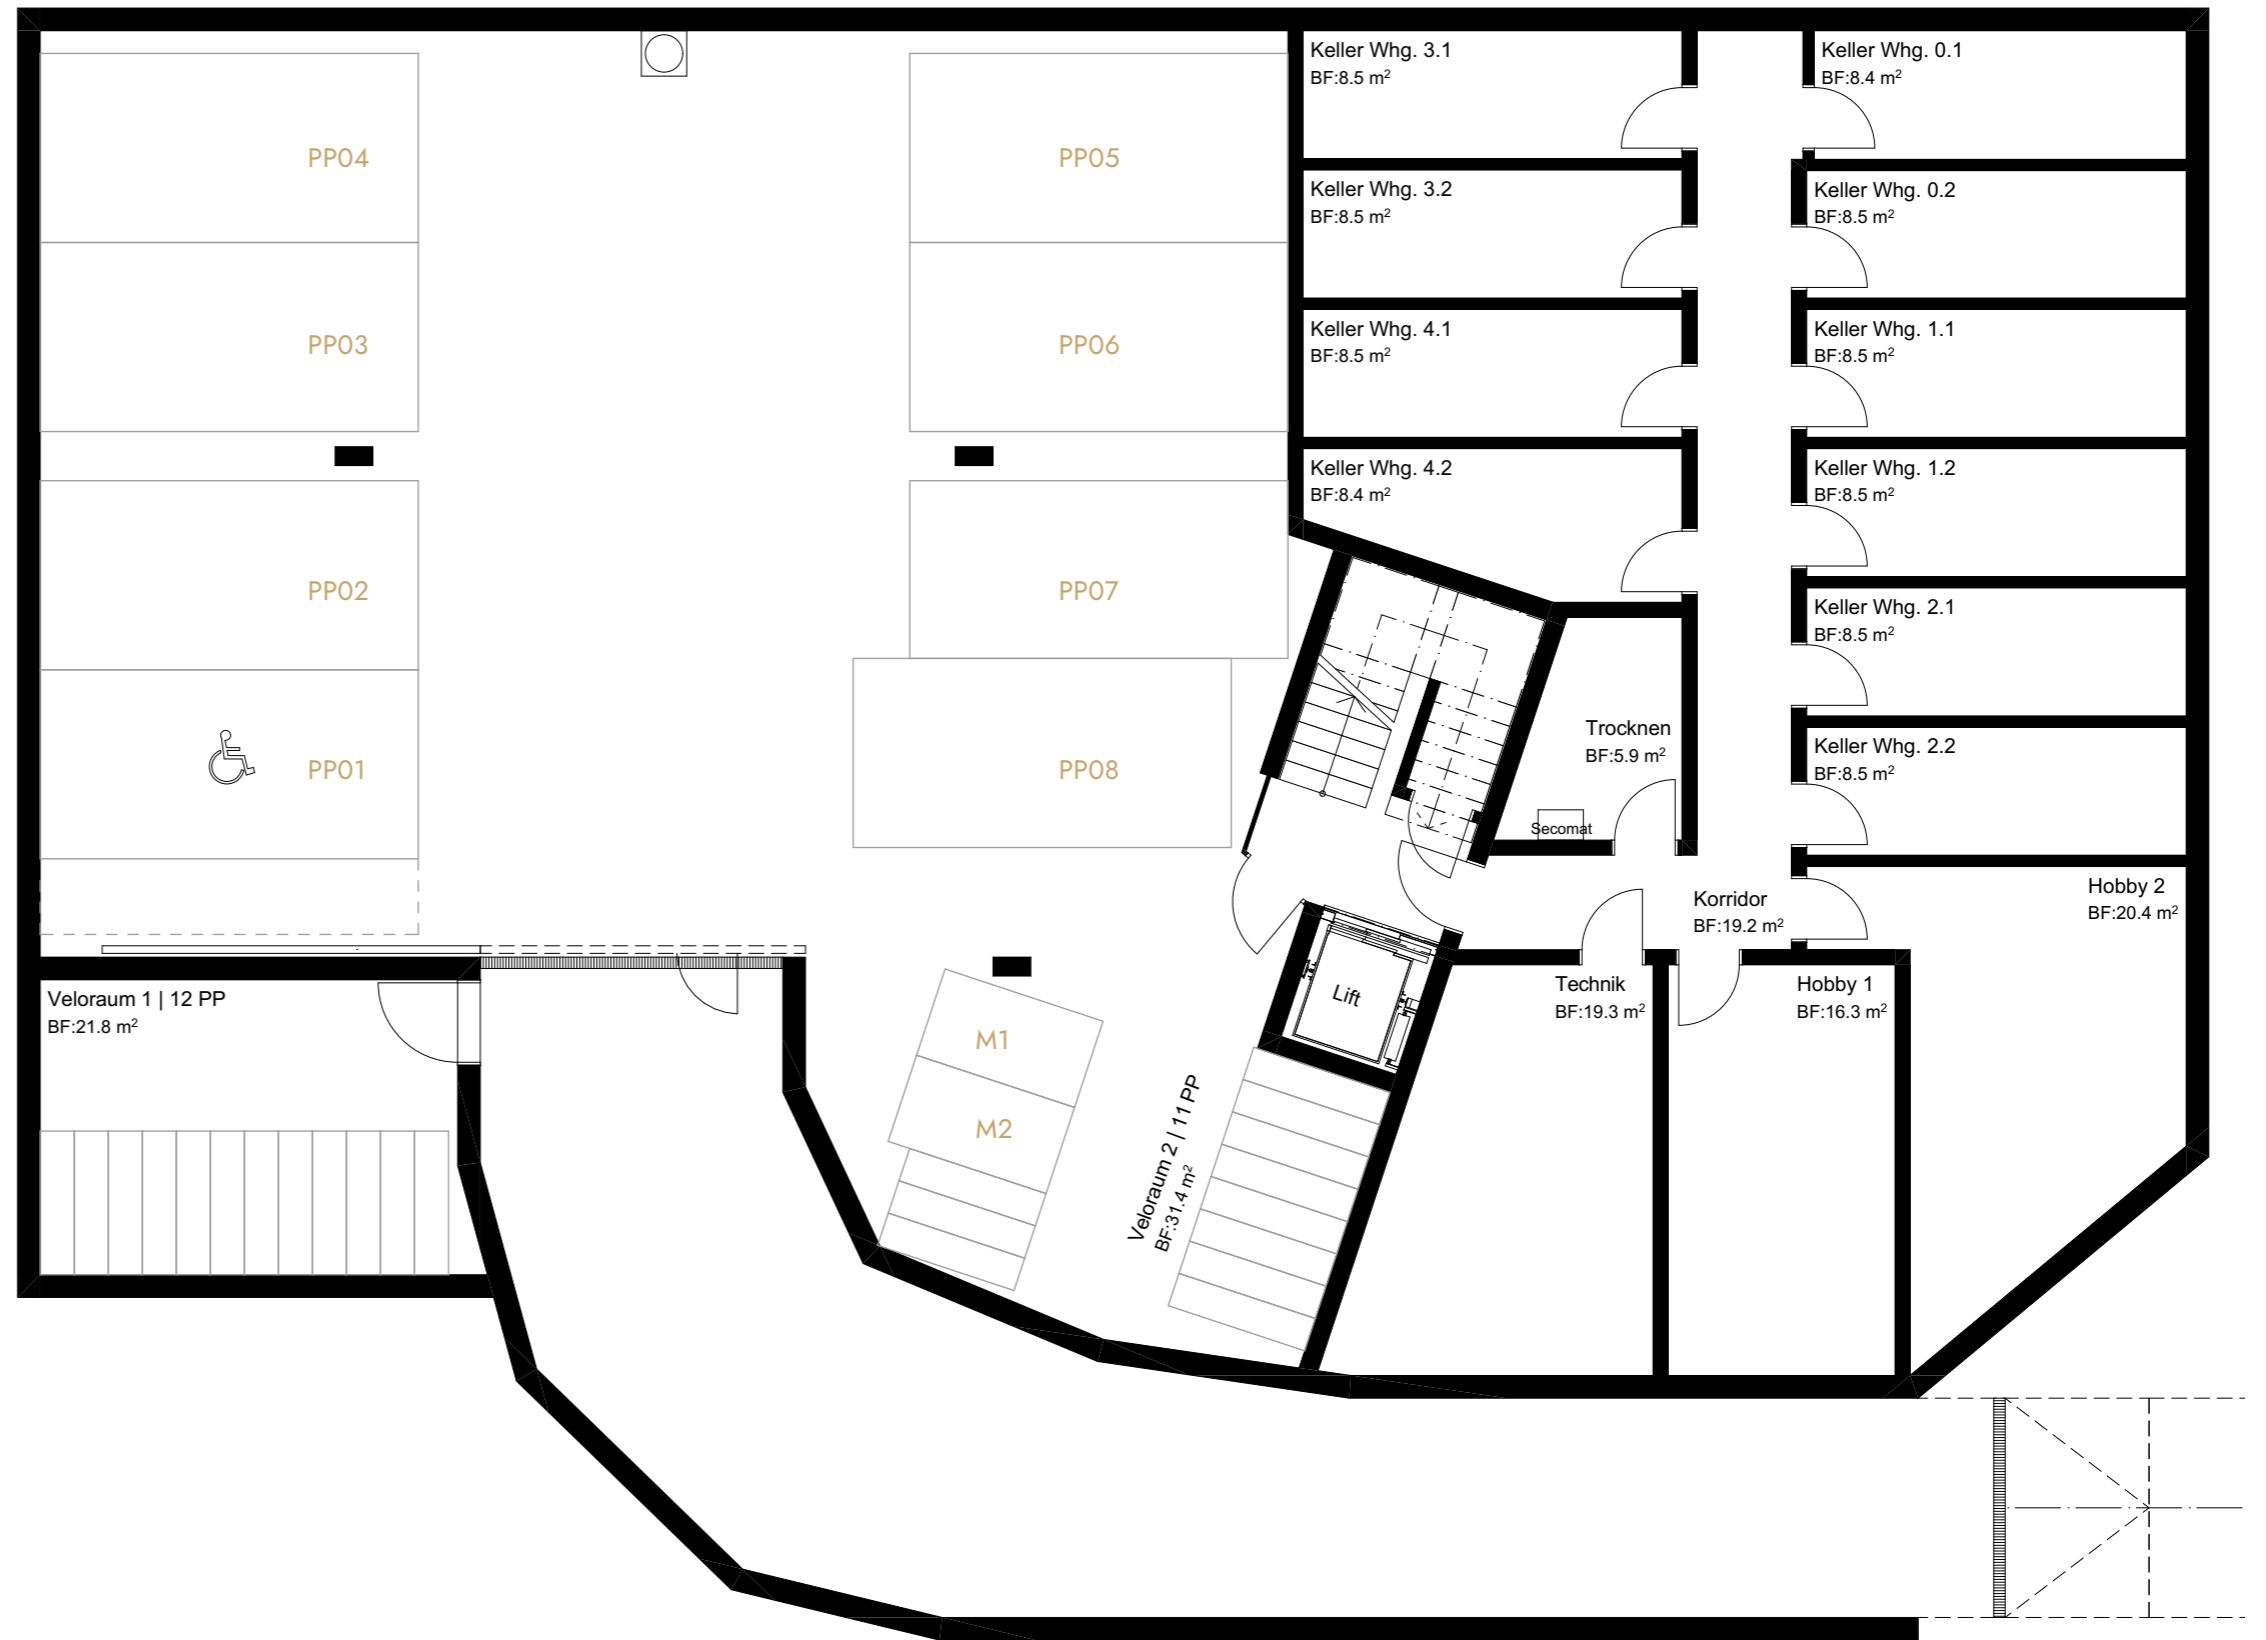 Keller Whg. 3.1
BF:8.5 m²
Keller Whg. 0.1
BF:8.4 m²
PP04
PP05
Keller Whg. 3.2
BF:8.5 m²
Keller Whg. 0.2
BF:8.5 m²
PP03
PP06
Keller Whg. 4.1
BF:8.5 m²
Keller Whg. 1.1
BF:8.5 m²
Keller Whg. 4.2
BF:8.4 m²
Keller Whg. 1.2
BF:8.5 m²
PP02
PP07
Keller Whg. 2.1
BF:8.5 m²
PP01
PP08
Trocknen
BF:5.9 m²
Secomat
Keller Whg. 2.2
BF:8.5 m²
Korridor
BF:19.2 m²
Hobby 2
BF:20.4 m²
Veloraum 1 | 12 PP
BF:21.8 m²
Lift
Technik
BF:19.3 m²
Hobby 1
BF:16.3 m²
M1
M2
Veloraum 2 | 11 PP
BF:31.4 m²